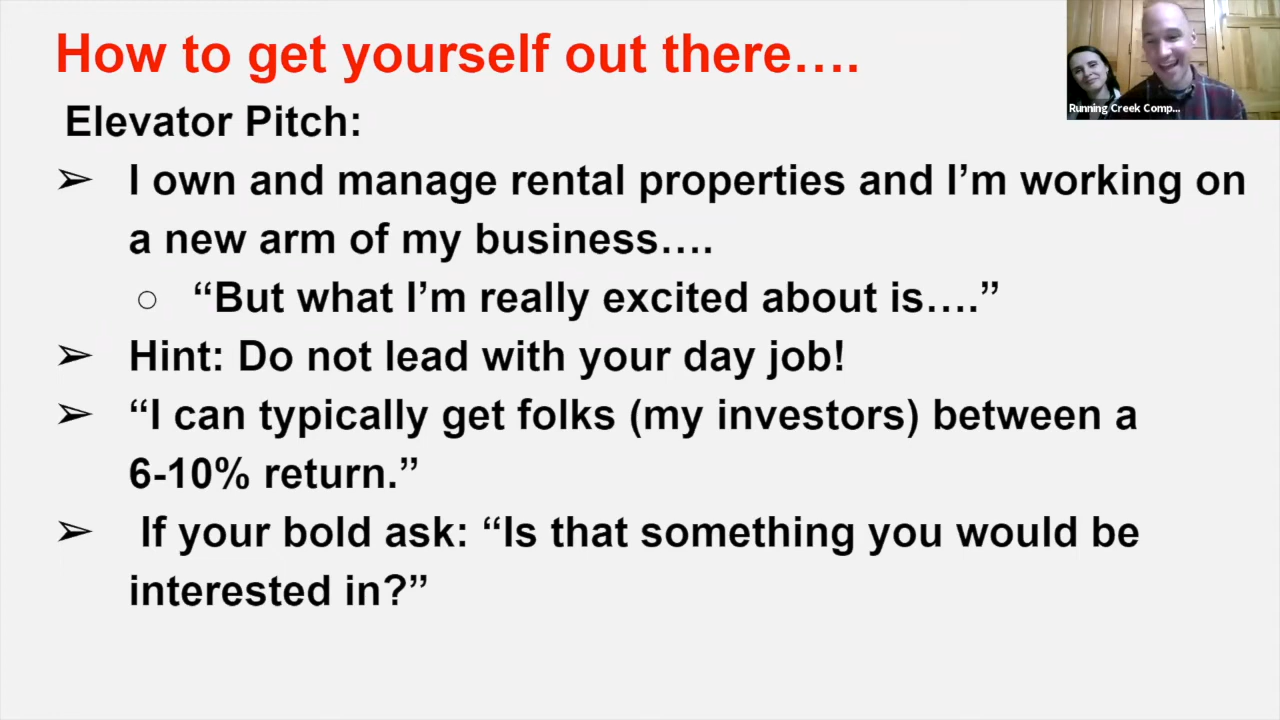 How to get yourself out there….
Running Creek Comp...
Elevator Pitch:
➢ I own and manage rental properties and I’m working on
a new arm of my business….
○ “But what I’m really excited about is….”
➢ Hint: Do not lead with your day job!
➢ “I can typically get folks (my investors) between a
6-10% return.”
➢ If your bold ask: “Is that something you would be
interested in?”